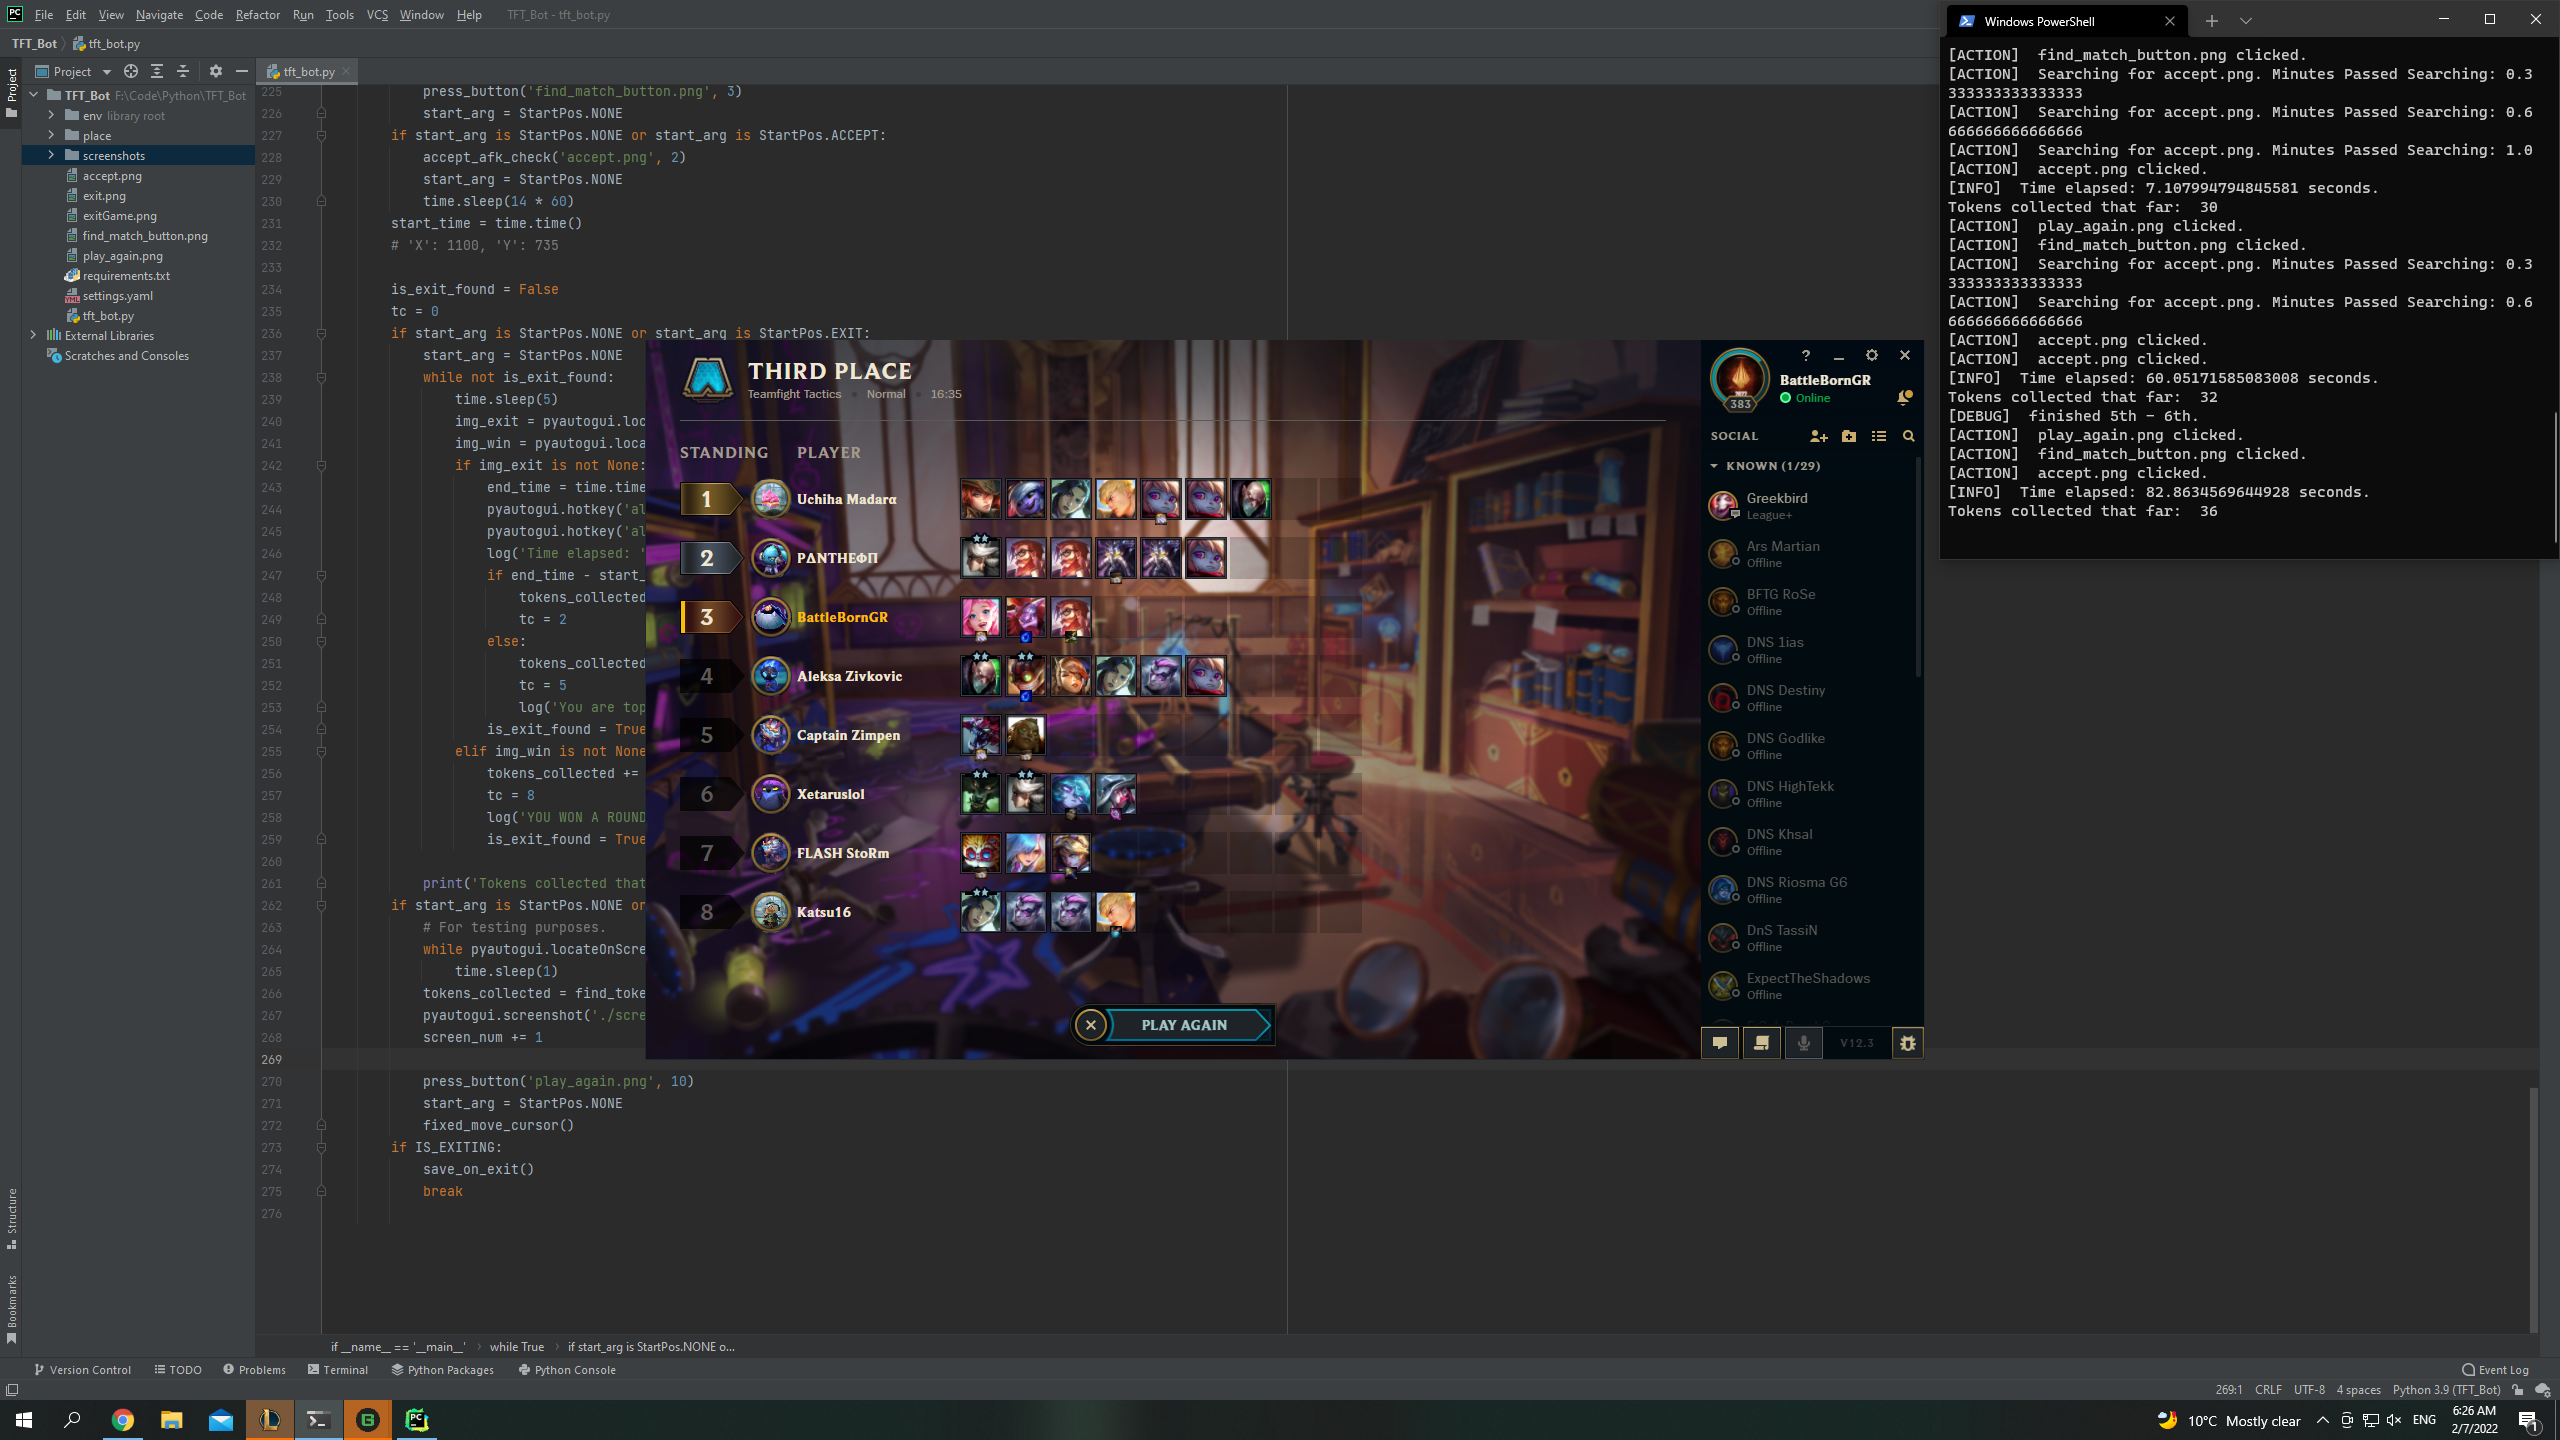 File Edit View Navigate Code Refactor Run Tools VCS Window Help TFT_Bot - tft_bot.py
TFT_Bot tft_bot.py
Project
Project
TFT_Bot F:\Code\Python\TFT_Bot
env library root
place
screenshots
accept.png
exit.png
exitGame.png
find_match_button.png
play_again.png
requirements.txt
settings.yaml
tft_bot.py
External Libraries
Scratches and Consoles
Structure
Bookmarks
tft_bot.py
225 press_button('find_match_button.png', 3)
226 start_arg = StartPos.NONE
227 if start_arg is StartPos.NONE or start_arg is StartPos.ACCEPT:
228 accept_afk_check('accept.png', 2)
229 start_arg = StartPos.NONE
230 time.sleep(14 * 60)
231 start_time = time.time()
232 # 'X': 1100, 'Y': 735
233
234 is_exit_found = False
235 tc = 0
236 if start_arg is StartPos.NONE or start_arg is StartPos.EXIT:
237 start_arg = StartPos.NONE
238 while not is_exit_found:
239 time.sleep(5)
240 img_exit = pyautogui.loc
241 img_win = pyautogui.loca
242 if img_exit is not None:
243 end_time = time.time
244 pyautogui.hotkey('al
245 pyautogui.hotkey('al
246 log('Time elapsed: '
247 if end_time - start_
248 tokens_collected
249 tc = 2
250 else:
251 tokens_collected
252 tc = 5
253 log('You are top
254 is_exit_found = True
255 elif img_win is not None
256 tokens_collected +=
257 tc = 8
258 log('YOU WON A ROUND
259 is_exit_found = True
260
261 print('Tokens collected that
262 if start_arg is StartPos.NONE or
263 # For testing purposes.
264 while pyautogui.locateOnScre
265 time.sleep(1)
266 tokens_collected = find_toke
267 pyautogui.screenshot('./scre
268 screen_num += 1
269
270 press_button('play_again.png', 10)
271 start_arg = StartPos.NONE
272 fixed_move_cursor()
273 if IS_EXITING:
274 save_on_exit()
275 break
276
if __name__ == '__main__' while True if start_arg is StartPos.NONE o...
THIRD PLACE
Teamfight Tactics Normal 16:35
STANDING PLAYER
1 Uchiha Madarα
2 PΔNTHEΦΠ
3 BattleBornGR
4 Aleksa Zivkovic
5 Captain Zimpen
6 Xetaruslol
7 FLASH StoRm
8 Katsu16
PLAY AGAIN
?
BattleBornGR
383
Online
SOCIAL
KNOWN (1/29)
Greekbird
League+
Ars Martian
Offline
BFTG RoSe
Offline
DNS 1ias
Offline
DNS Destiny
Offline
DNS Godlike
Offline
DNS HighTekk
Offline
DNS Khsal
Offline
DNS Riosma G6
Offline
DnS TassiN
Offline
ExpectTheShadows
Offline
V12.3
Windows PowerShell
[ACTION] find_match_button.png clicked.
[ACTION] Searching for accept.png. Minutes Passed Searching: 0.3
333333333333333
[ACTION] Searching for accept.png. Minutes Passed Searching: 0.6
666666666666666
[ACTION] Searching for accept.png. Minutes Passed Searching: 1.0
[ACTION] accept.png clicked.
[INFO] Time elapsed: 7.107994794845581 seconds.
Tokens collected that far: 30
[ACTION] play_again.png clicked.
[ACTION] find_match_button.png clicked.
[ACTION] Searching for accept.png. Minutes Passed Searching: 0.3
333333333333333
[ACTION] Searching for accept.png. Minutes Passed Searching: 0.6
666666666666666
[ACTION] accept.png clicked.
[ACTION] accept.png clicked.
[INFO] Time elapsed: 60.05171585083008 seconds.
Tokens collected that far: 32
[DEBUG] finished 5th - 6th.
[ACTION] play_again.png clicked.
[ACTION] find_match_button.png clicked.
[ACTION] accept.png clicked.
[INFO] Time elapsed: 82.8634569644928 seconds.
Tokens collected that far: 36
Version Control TODO Problems Terminal Python Packages Python Console Event Log
269:1 CRLF UTF-8 4 spaces Python 3.9 (TFT_Bot)
10°C Mostly clear ENG
6:26 AM
2/7/2022
1